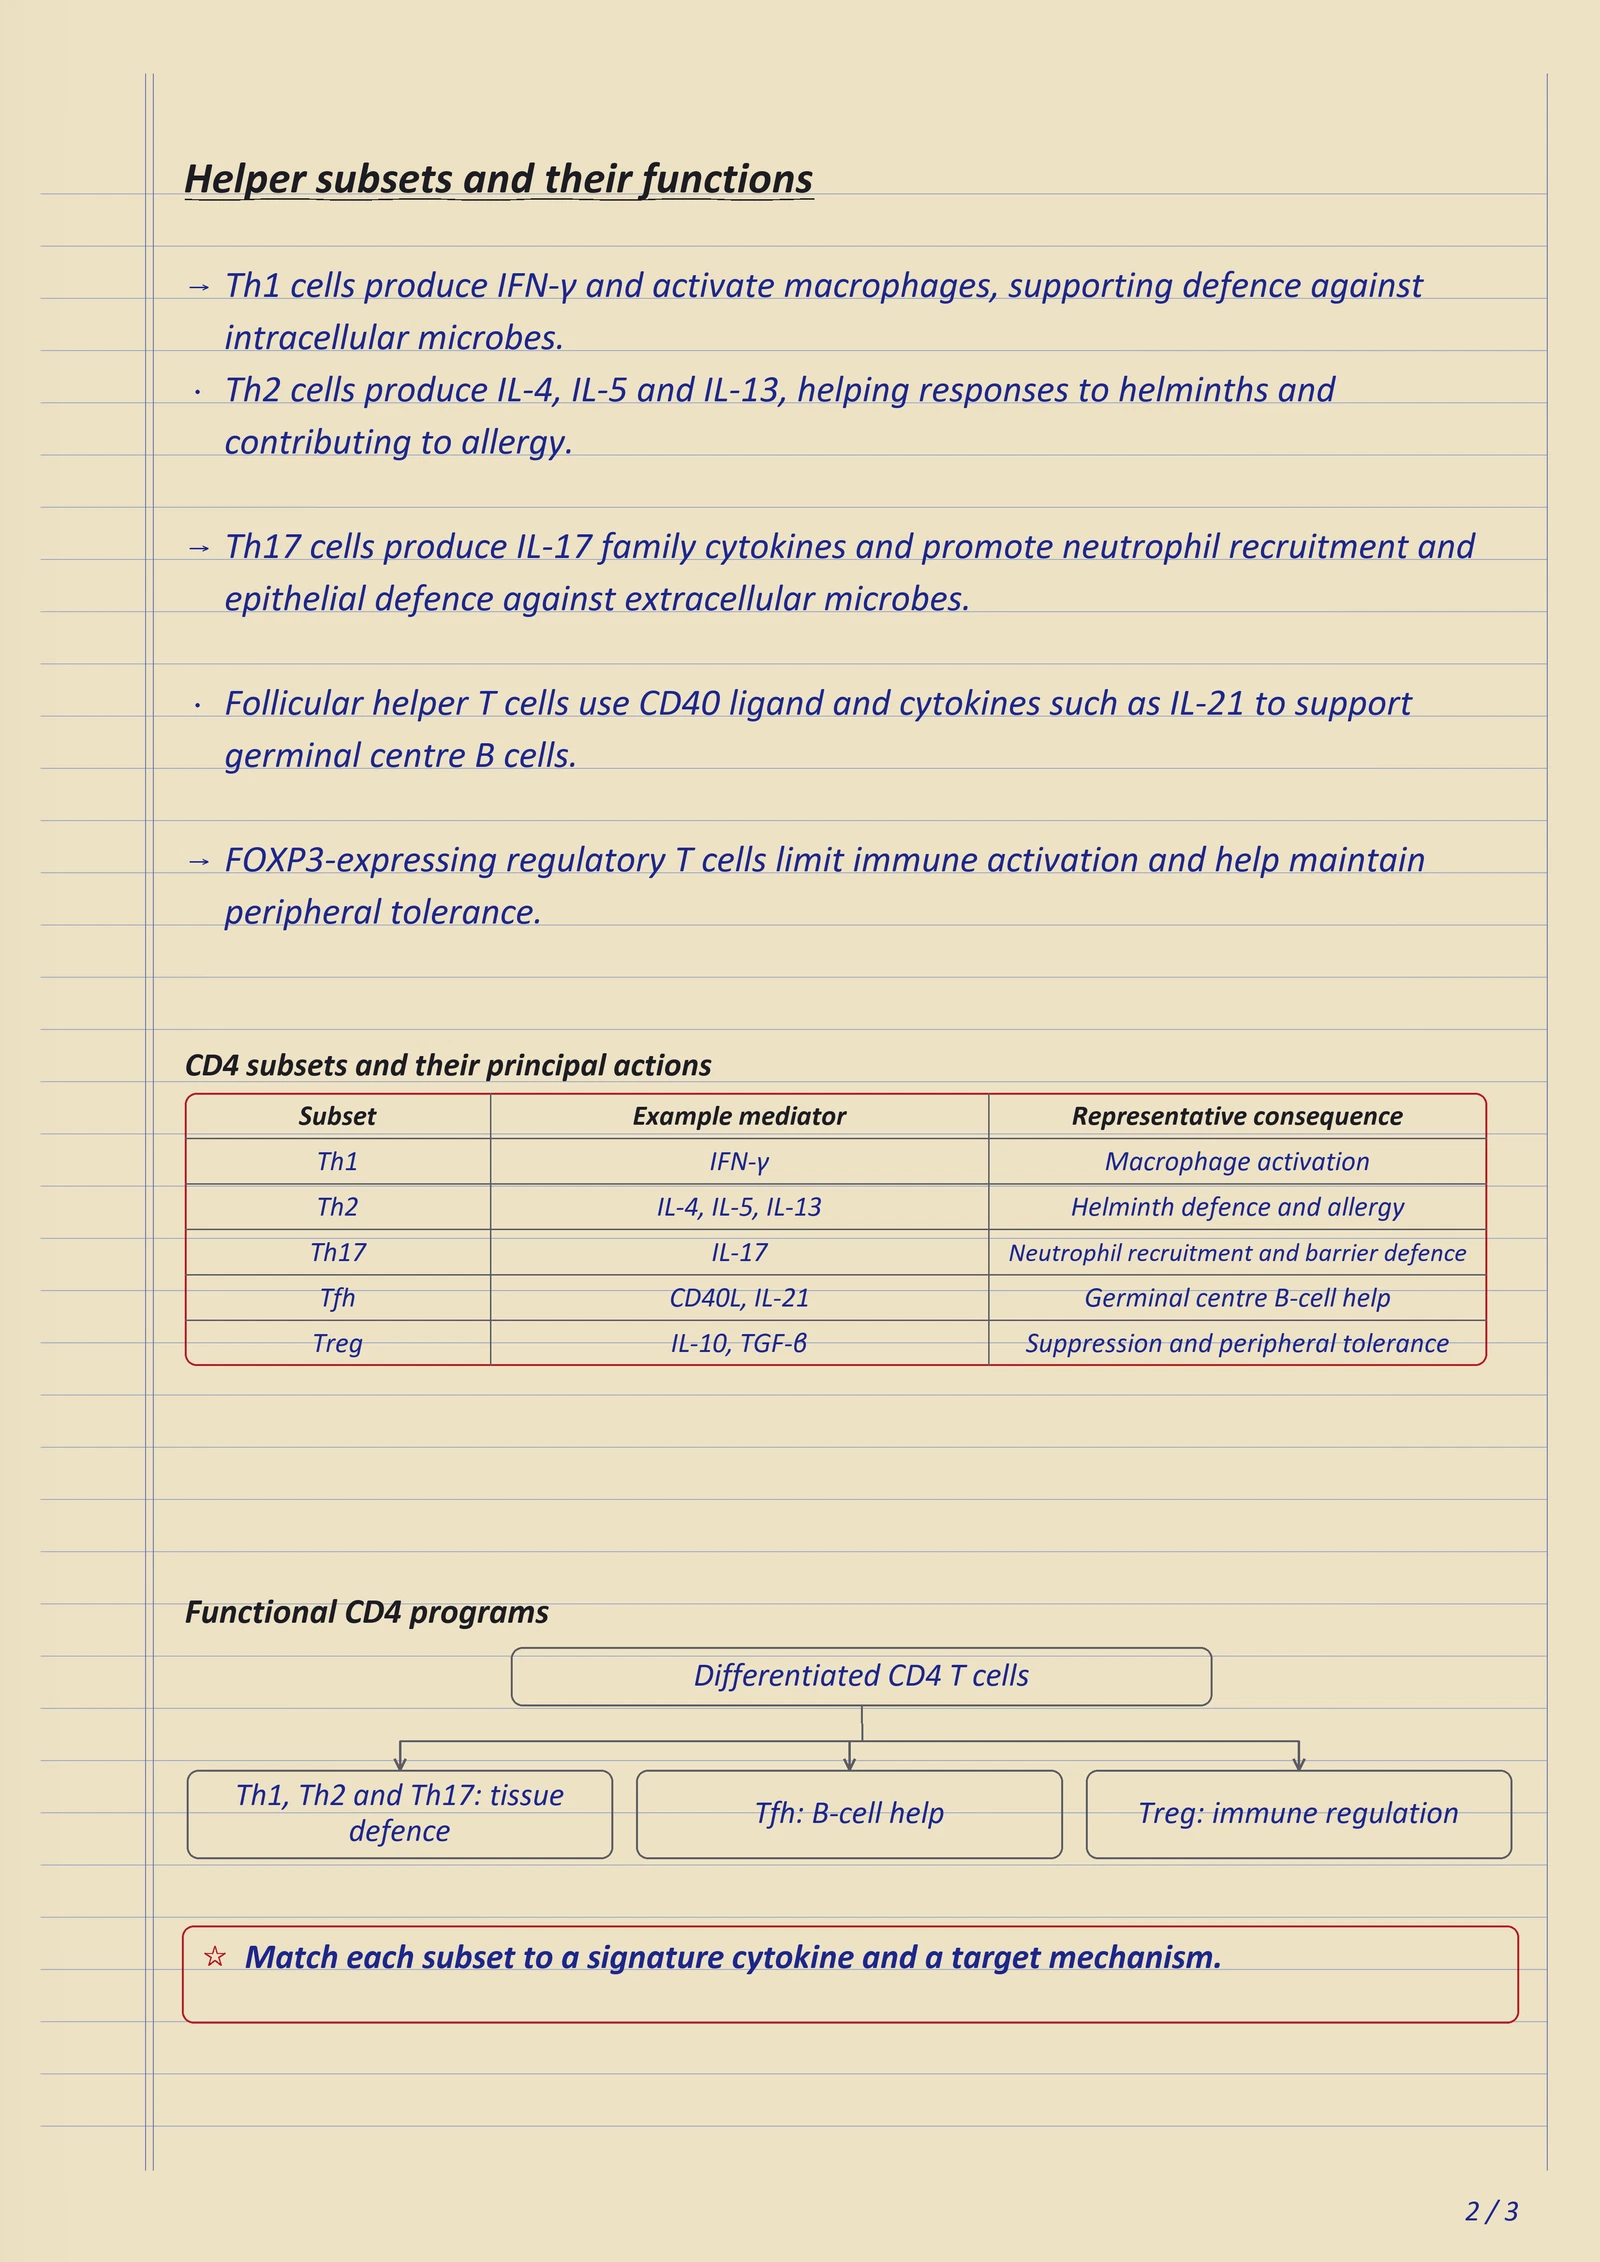 Helper subsets and their functions
→ Th1 cells produce IFN-γ and activate macrophages, supporting defence against
intracellular microbes.
· Th2 cells produce IL-4, IL-5 and IL-13, helping responses to helminths and
contributing to allergy.
→ Th17 cells produce IL-17 family cytokines and promote neutrophil recruitment and
epithelial defence against extracellular microbes.
· Follicular helper T cells use CD40 ligand and cytokines such as IL-21 to support
germinal centre B cells.
→ FOXP3-expressing regulatory T cells limit immune activation and help maintain
peripheral tolerance.
CD4 subsets and their principal actions
Subset Example mediator Representative consequence
Th1 IFN-γ Macrophage activation
Th2 IL-4, IL-5, IL-13 Helminth defence and allergy
Th17 IL-17 Neutrophil recruitment and barrier defence
Tfh CD40L, IL-21 Germinal centre B-cell help
Treg IL-10, TGF-β Suppression and peripheral tolerance
Functional CD4 programs
Differentiated CD4 T cells
Th1, Th2 and Th17: tissue
defence
Tfh: B-cell help
Treg: immune regulation
☆ Match each subset to a signature cytokine and a target mechanism.
2 / 3